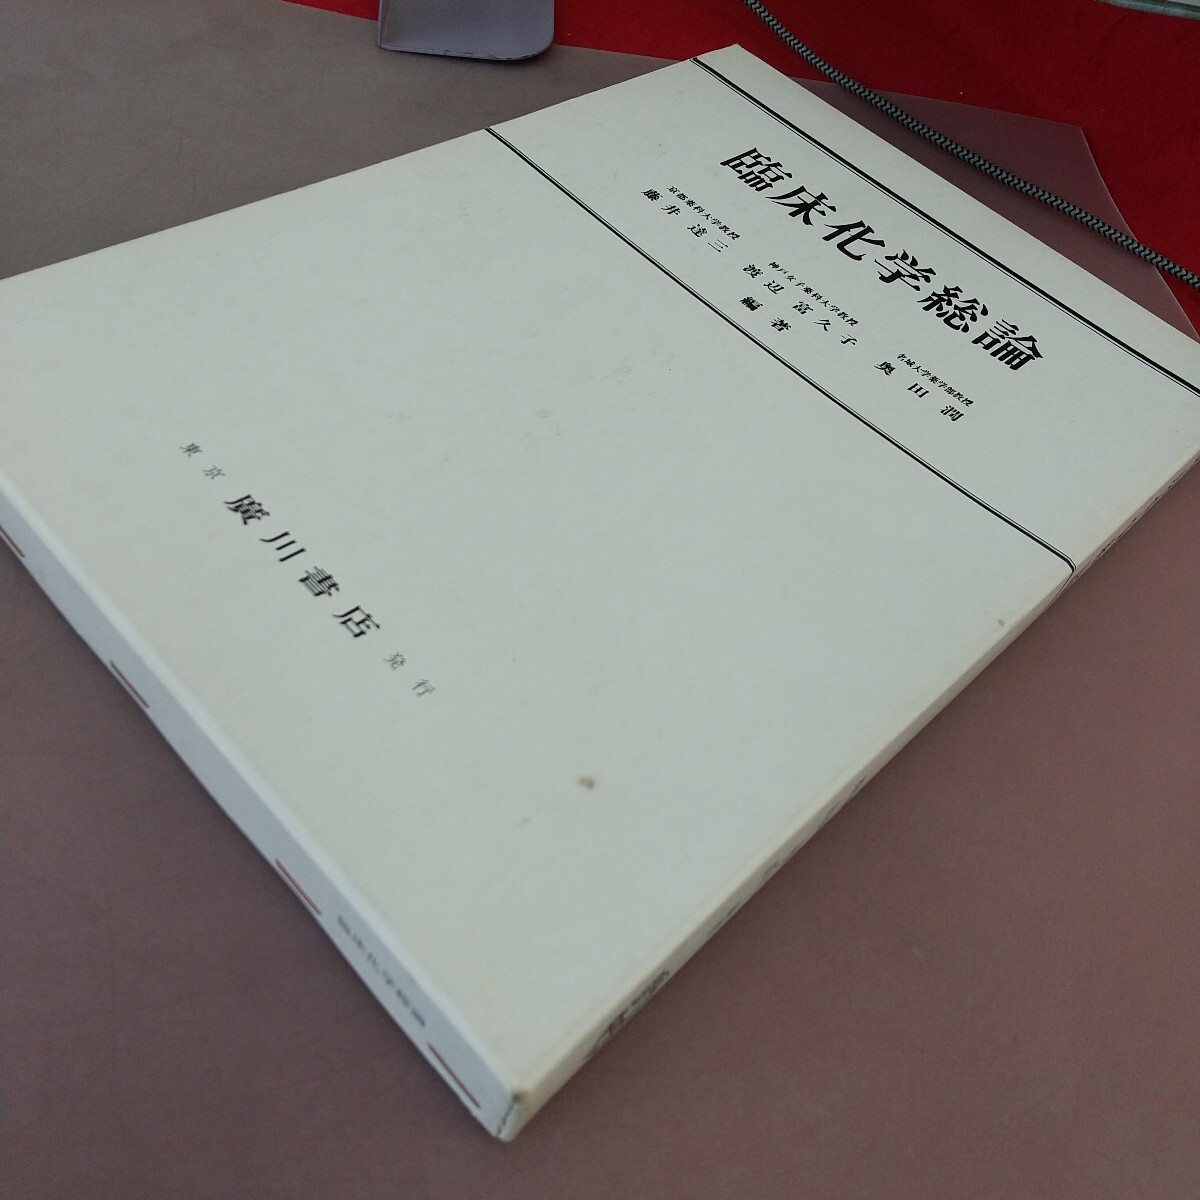 臨床化学総論
京都薬科大学教授 神戸女子薬科大学教授 名城大学薬学部教授
藤井達三 渡辺富久子 奥田潤
編著
東京 廣川書店 発行
臨床化学総論